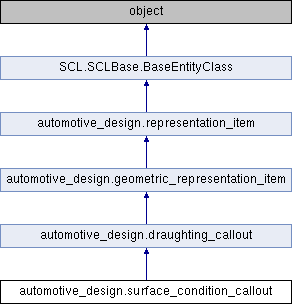 object
SCL.SCLBase.BaseEntityClass
automotive_design.representation_item
automotive_design.geometric_representation_item
automotive_design.draughting_callout
automotive_design.surface_condition_callout